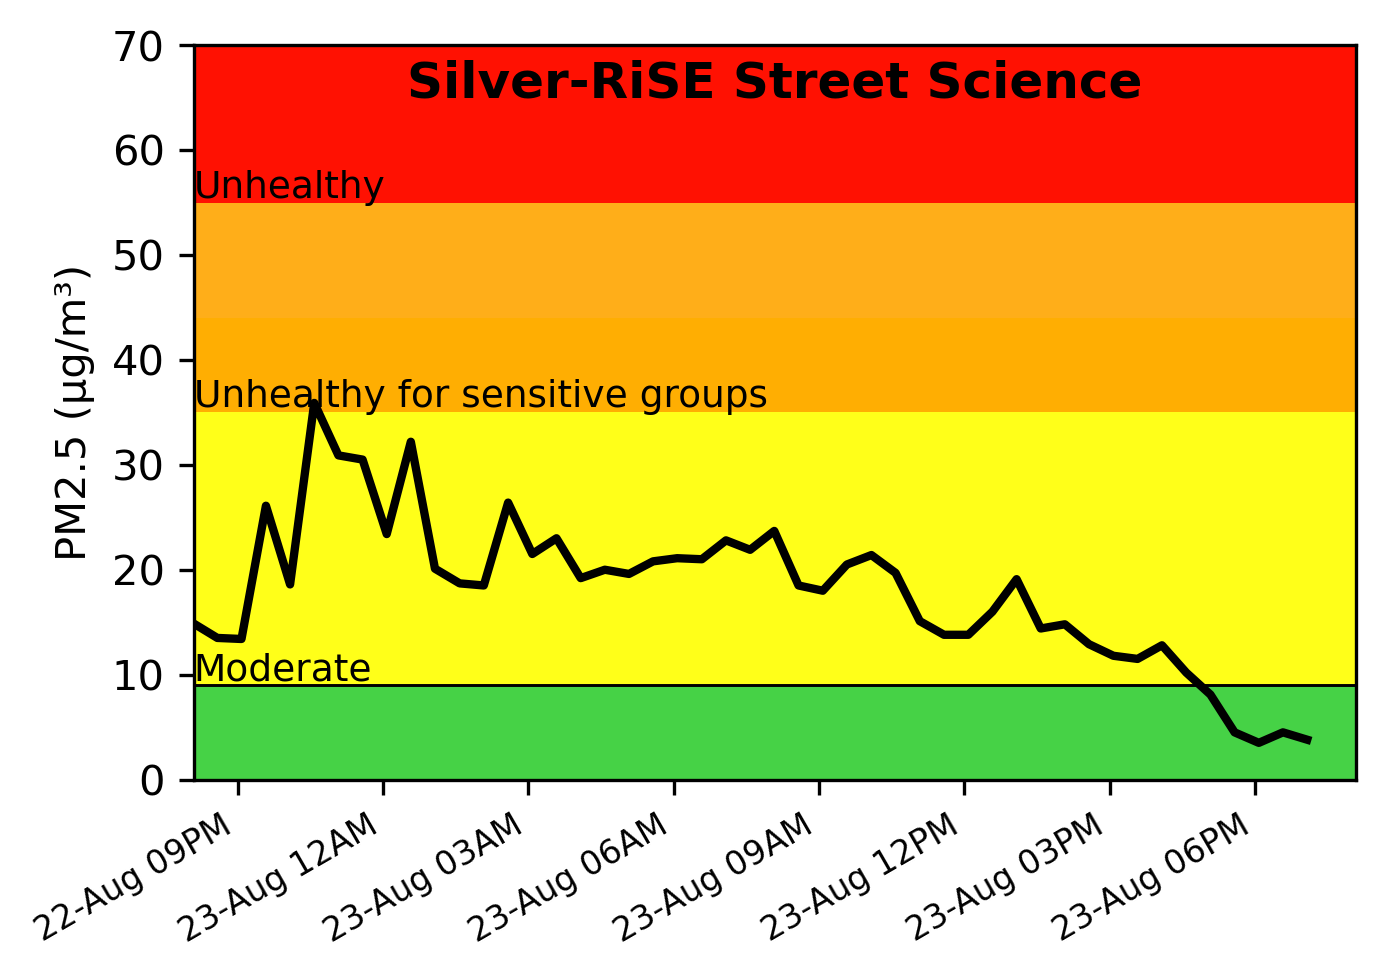 Silver-RiSE Street Science
70
60
Unhealthy
50
40
Unhealthy for sensitive groups
30
20
10
Moderate
0
PM2.5 (µg/m³)
22-Aug 09PM
23-Aug 12AM
23-Aug 03AM
23-Aug 06AM
23-Aug 09AM
23-Aug 12PM
23-Aug 03PM
23-Aug 06PM